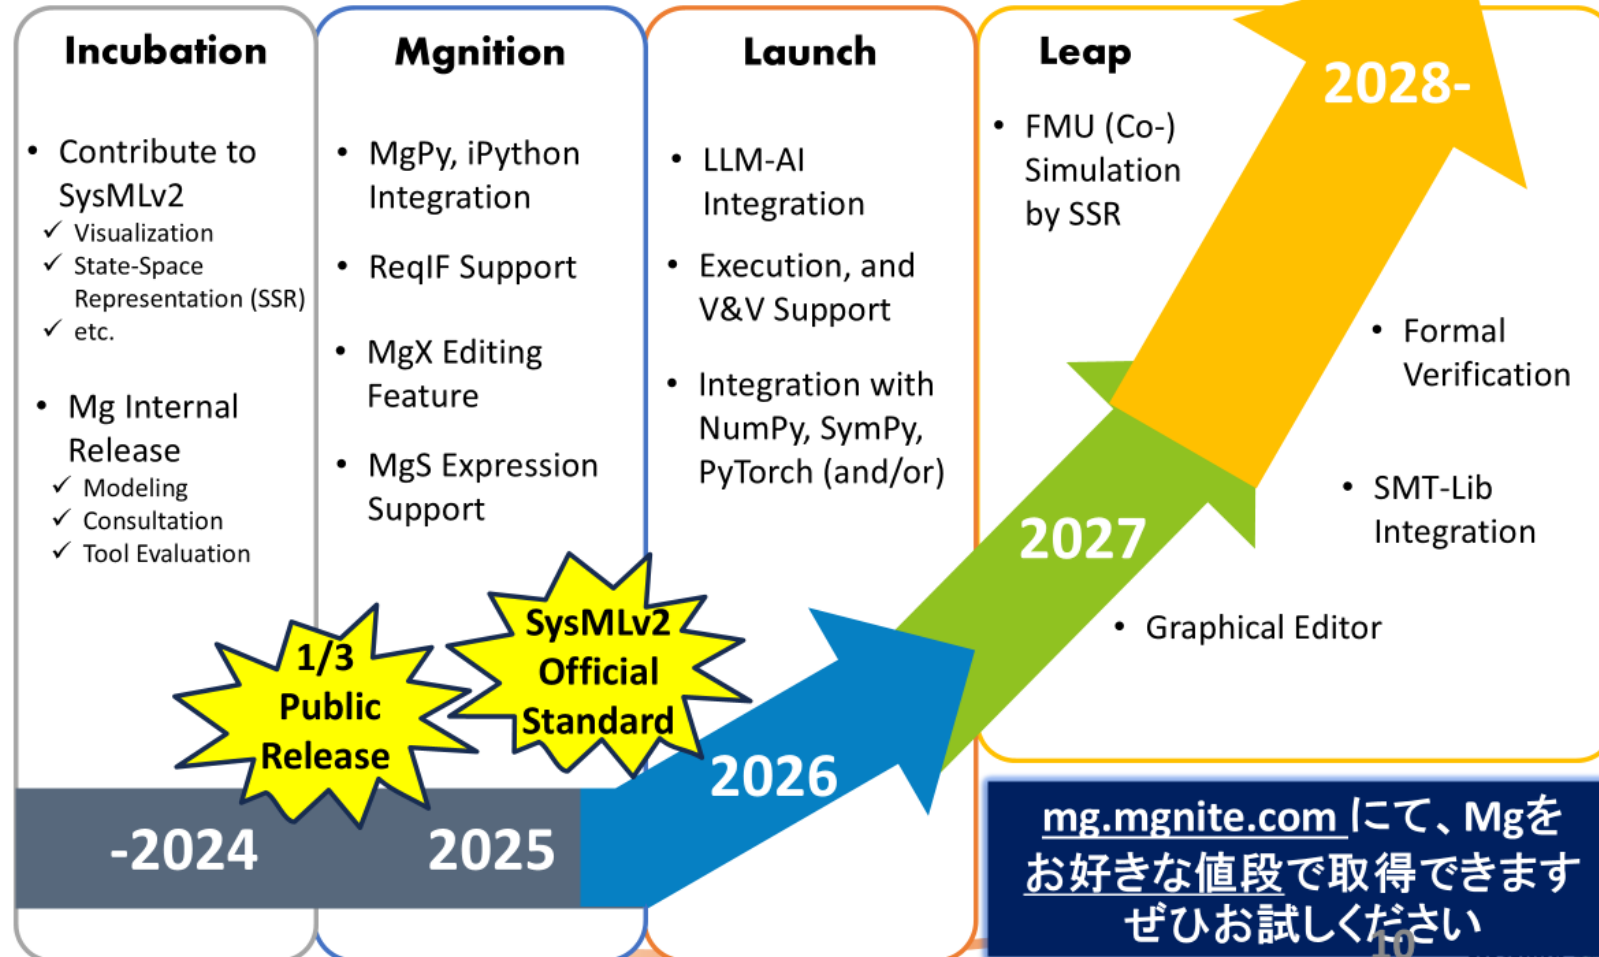 Incubation
• Contribute to
SysMLv2
✓ Visualization
✓ State-Space
Representation (SSR)
✓ etc.
• Mg Internal
Release
✓ Modeling
✓ Consultation
✓ Tool Evaluation
Mgnition
• MgPy, iPython
Integration
• ReqIF Support
• MgX Editing
Feature
• MgS Expression
Support
Launch
• LLM-AI
Integration
• Execution, and
V&V Support
• Integration with
NumPy, SymPy,
PyTorch (and/or)
Leap
• FMU (Co-)
Simulation
by SSR
• Formal
Verification
• SMT-Lib
Integration
• Graphical Editor
1/3
Public
Release
SysMLv2
Official
Standard
-2024
2025
2026
2027
2028-
mg.mgnite.com にて、Mgを
お好きな値段で取得できます
ぜひお試しください
10